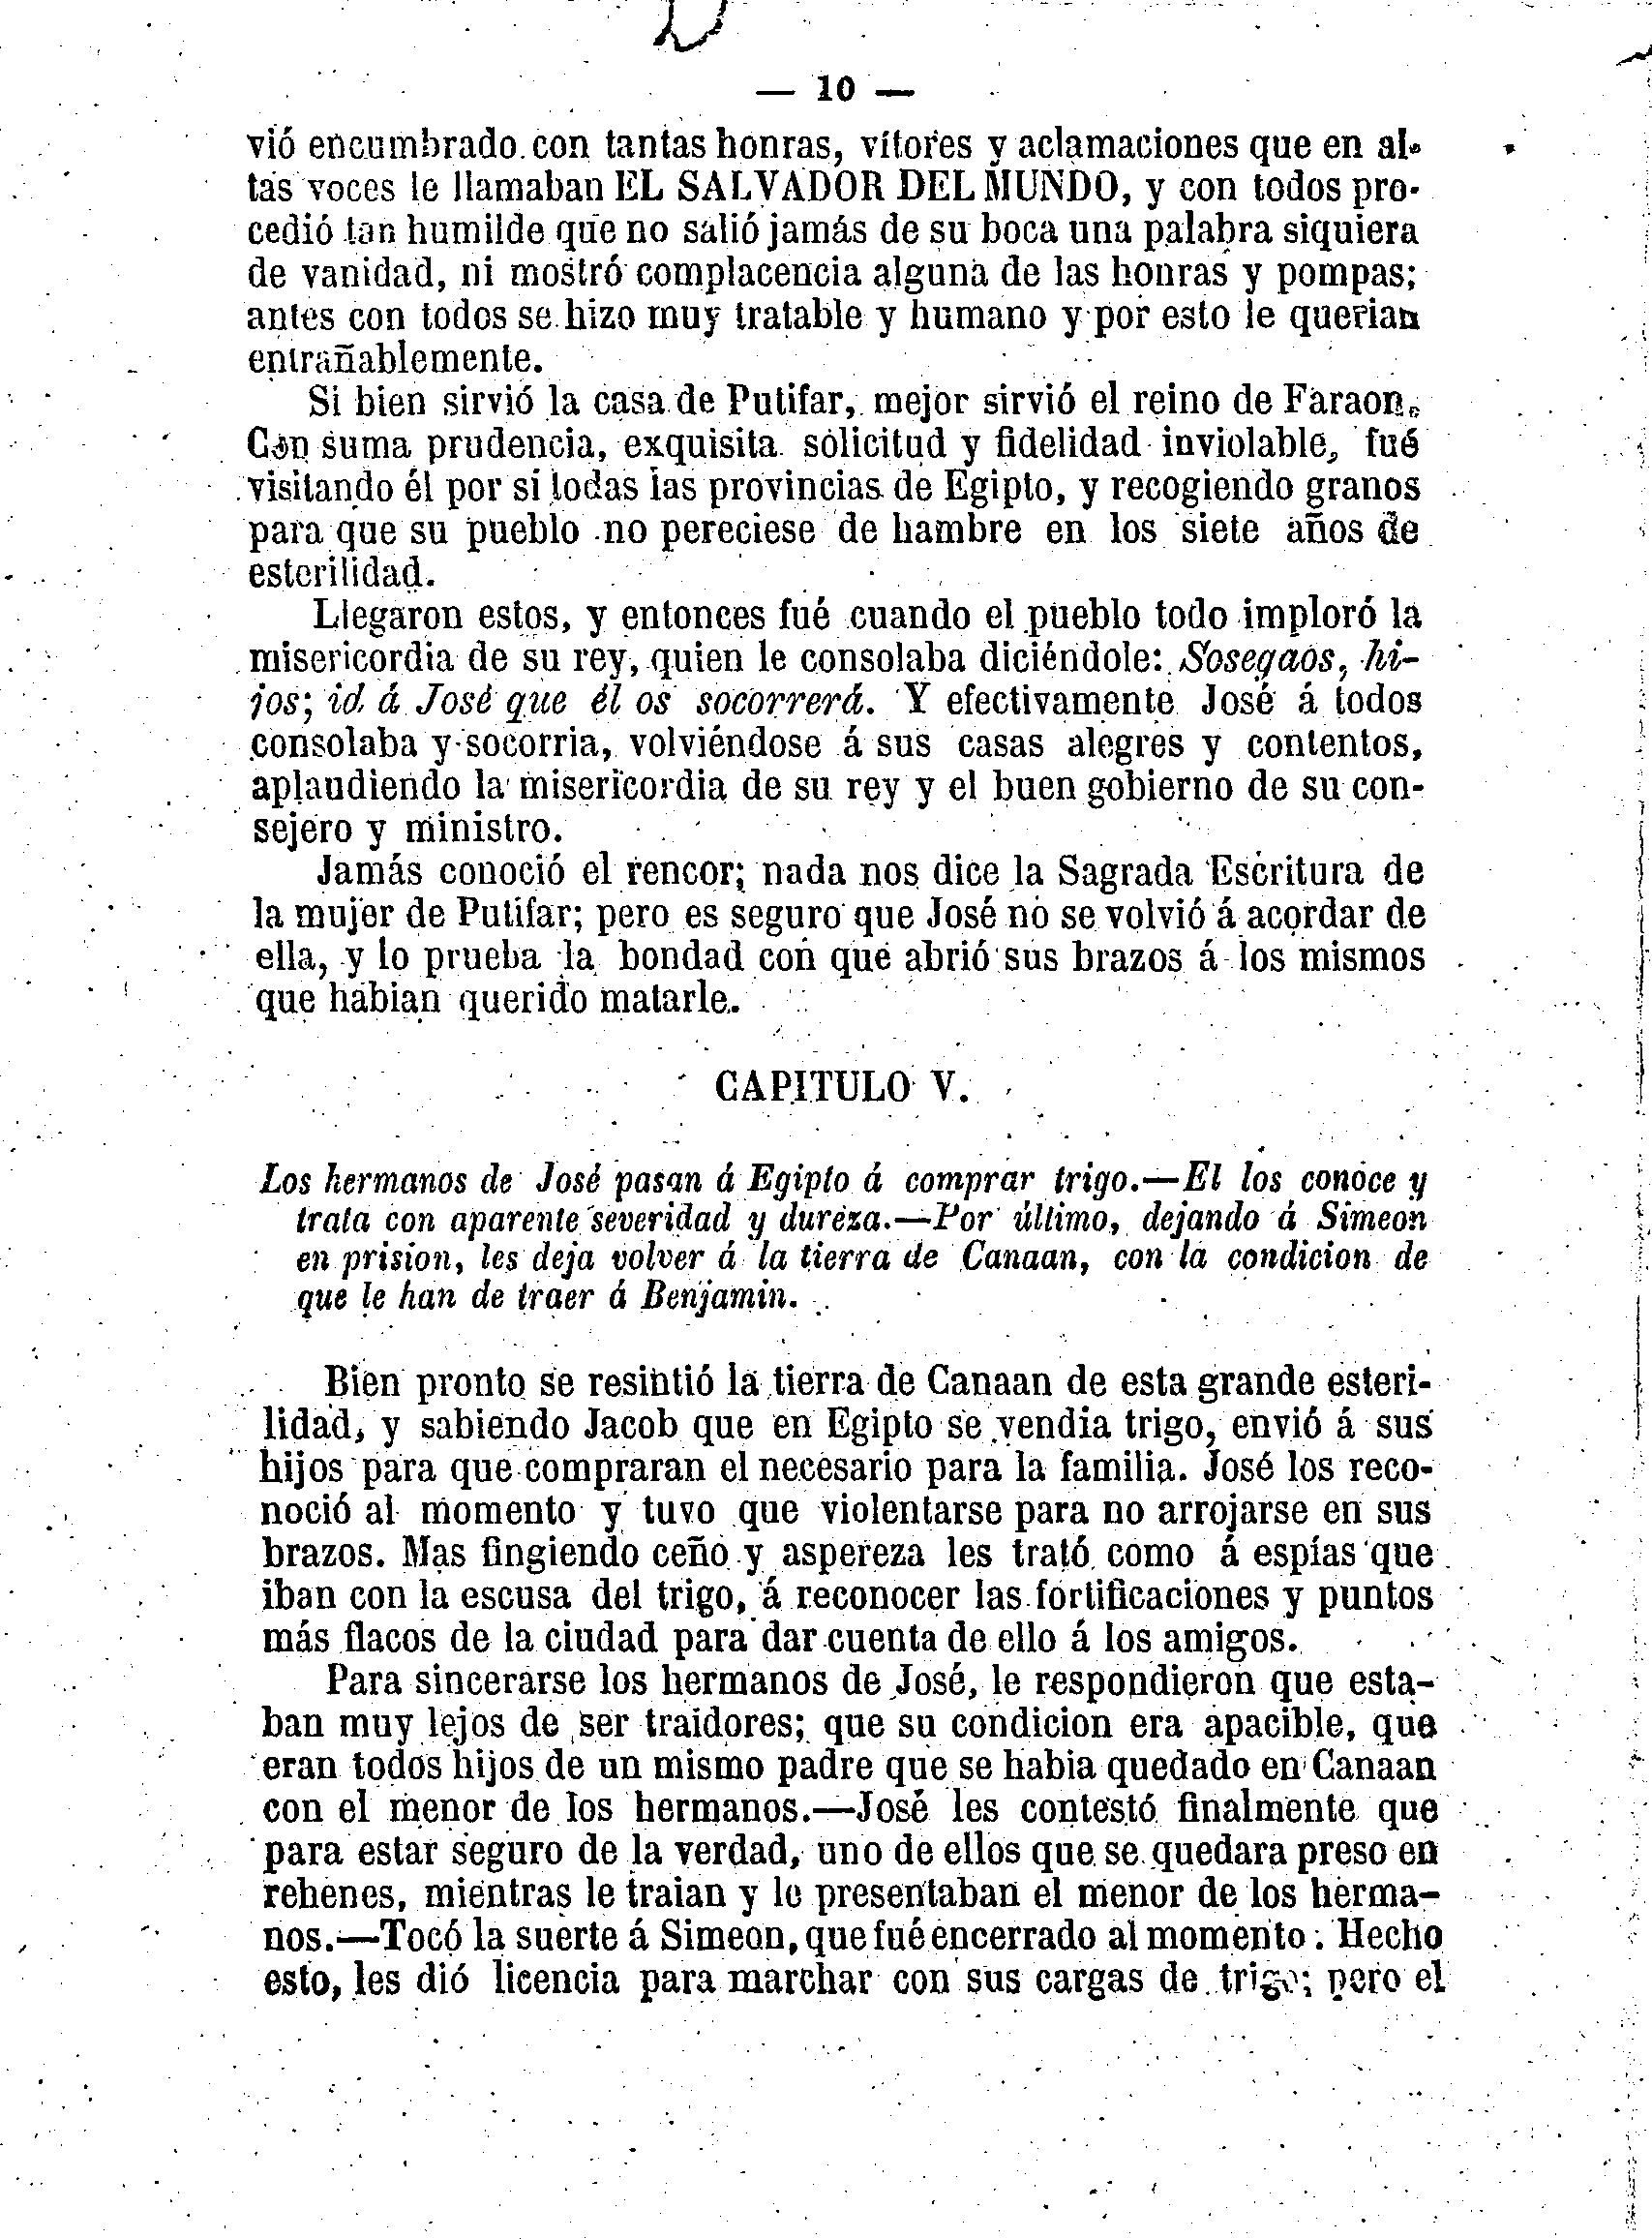 — 10 —
vió encumbrado con tantas honras, vítores y aclamaciones que en al-
tas voces le llamaban EL SALVADOR DEL MUNDO, y con todos pro-
cedió tan humilde que no salió jamás de su boca una palabra siquiera
de vanidad, ni mostró complacencia alguna de las honras y pompas;
antes con todos se hizo muy tratable y humano y por esto le querian
entrañablemente.
Si bien sirvió la casa de Putifar, mejor sirvió el reino de Faraon.
Con suma prudencia, exquisita solicitud y fidelidad inviolable, fué
visitando él por sí todas las provincias de Egipto, y recogiendo granos
para que su pueblo no pereciese de hambre en los siete años de
esterilidad.
Llegaron estos, y entonces fué cuando el pueblo todo imploró la
misericordia de su rey, quien le consolaba diciéndole: Sosegaos, hi-
jos; id á José que él os socorrerá. Y efectivamente José á todos
consolaba y socorria, volviéndose á sus casas alegres y contentos,
aplaudiendo la misericordia de su rey y el buen gobierno de su con-
sejero y ministro.
Jamás conoció el rencor; nada nos dice la Sagrada Escritura de
la mujer de Putifar; pero es seguro que José no se volvió á acordar de
ella, y lo prueba la bondad con que abrió sus brazos á los mismos
que habian querido matarle.
CAPITULO V.
Los hermanos de José pasan á Egipto á comprar trigo.—El los conoce y
trata con aparente severidad y dureza.—Por último, dejando á Simeon
en prision, les deja volver á la tierra de Canaan, con la condicion de
que le han de traer á Benjamin.
Bien pronto se resintió la tierra de Canaan de esta grande esteri-
lidad, y sabiendo Jacob que en Egipto se vendia trigo, envió á sus
hijos para que compraran el necesario para la familia. José los reco-
noció al momento y tuvo que violentarse para no arrojarse en sus
brazos. Mas fingiendo ceño y aspereza les trató como á espías que
iban con la escusa del trigo, á reconocer las fortificaciones y puntos
más flacos de la ciudad para dar cuenta de ello á los amigos.
Para sincerarse los hermanos de José, le respondieron que esta-
ban muy lejos de ser traidores; que su condicion era apacible, que
eran todos hijos de un mismo padre que se habia quedado en Canaan
con el menor de los hermanos.—José les contestó finalmente que
para estar seguro de la verdad, uno de ellos que se quedara preso en
rehenes, mientras le traian y le presentaban el menor de los herma-
nos.—Tocó la suerte á Simeon, que fué encerrado al momento. Hecho
esto, les dió licencia para marchar con sus cargas de trigo; pero el